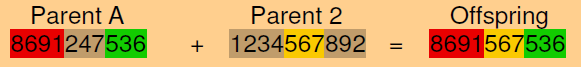 Parent A Parent 2 Offspring
8691247536 + 1234567892 = 8691567536